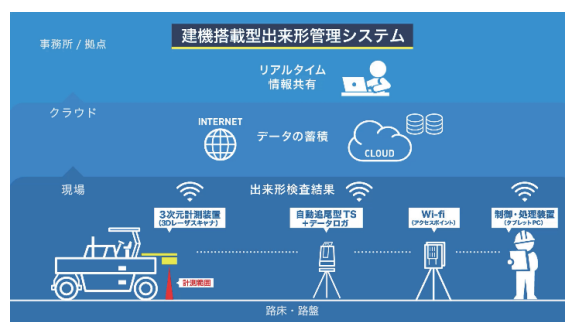 建機搭載型出来形管理システム
事務所 / 拠点
リアルタイム
情報共有
クラウド
INTERNET
データの蓄積
CLOUD
現場
出来形検査結果
3次元計測装置
(3Dレーザスキャナ)
自動追尾型TS
+データロガ
Wi-fi
(アクセスポイント)
制御・処理装置
(タブレットPC)
計測範囲
路床・路盤